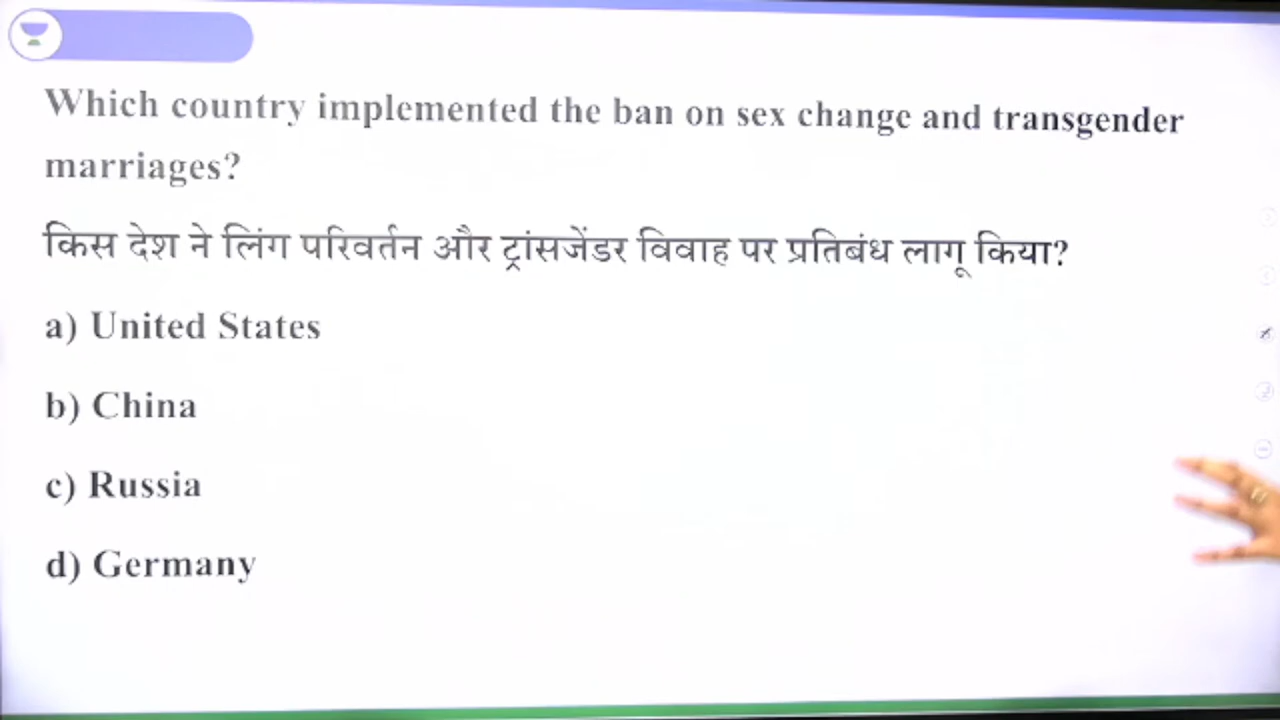 Which country implemented the ban on sex change and transgender
marriages?
किस देश ने लिंग परिवर्तन और ट्रांसजेंडर विवाह पर प्रतिबंध लागू किया?
a) United States
b) China
c) Russia
d) Germany